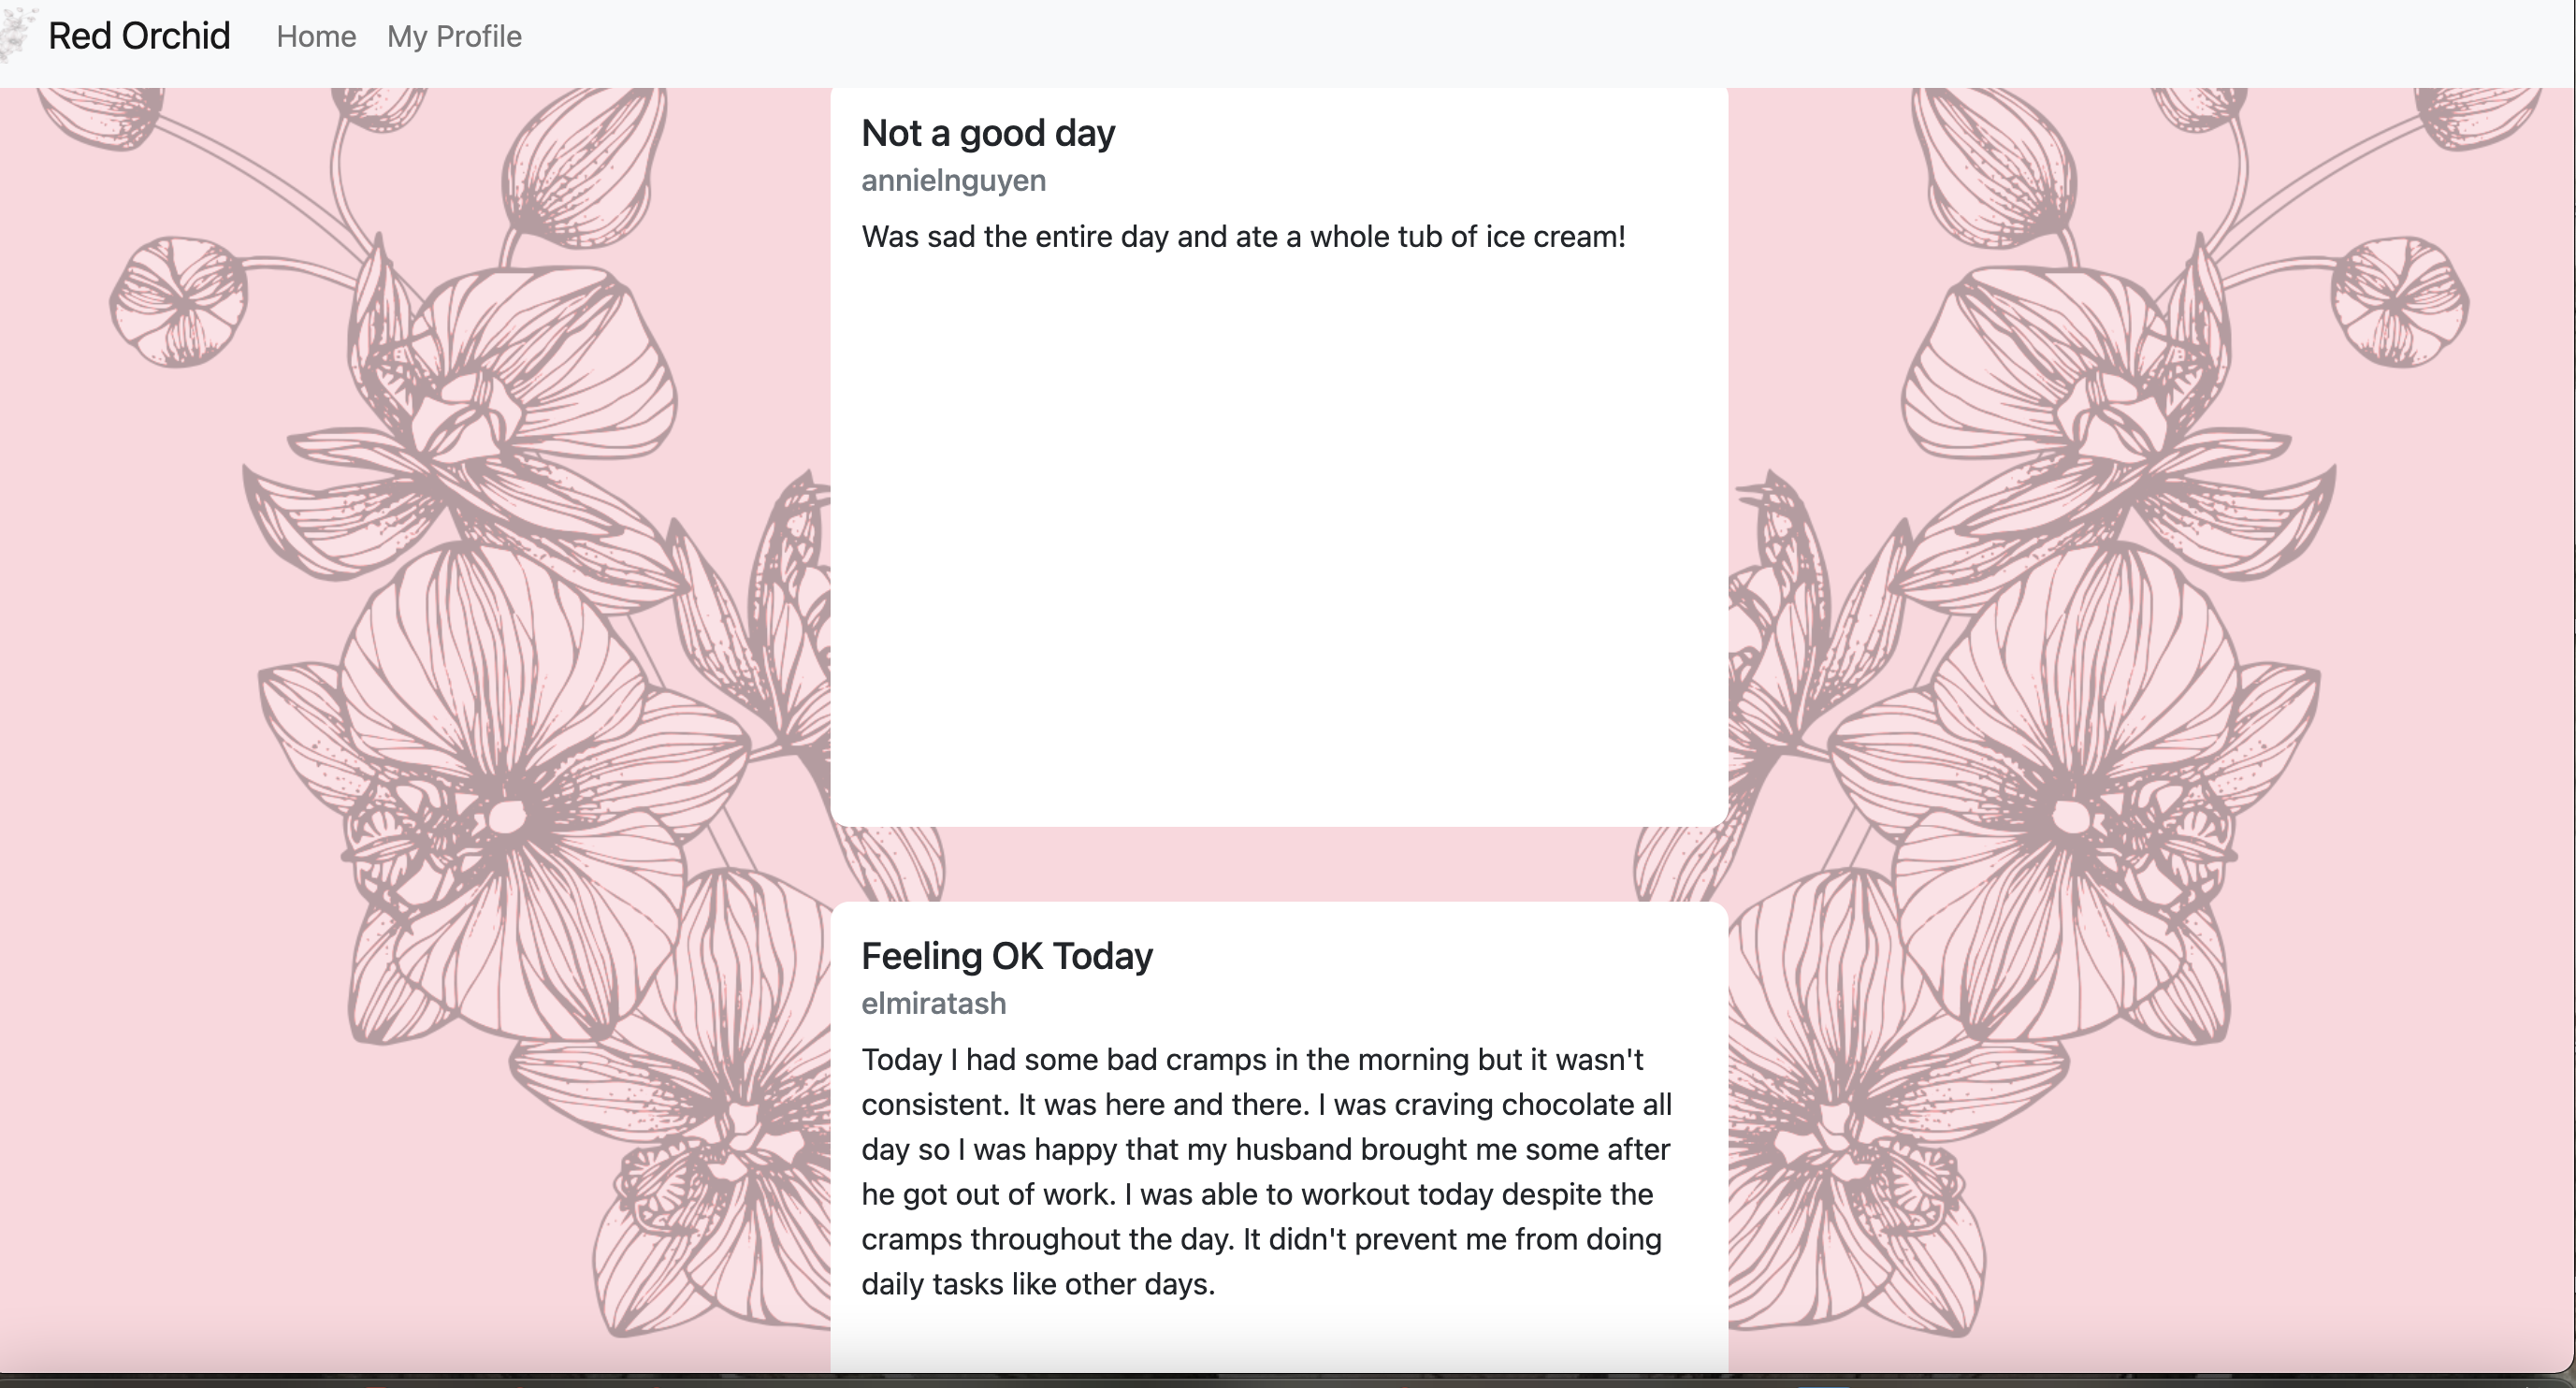 Red Orchid Home My Profile
Not a good day
annielnguyen
Was sad the entire day and ate a whole tub of ice cream!
Feeling OK Today
elmiratash
Today I had some bad cramps in the morning but it wasn't
consistent. It was here and there. I was craving chocolate all
day so I was happy that my husband brought me some after
he got out of work. I was able to workout today despite the
cramps throughout the day. It didn't prevent me from doing
daily tasks like other days.